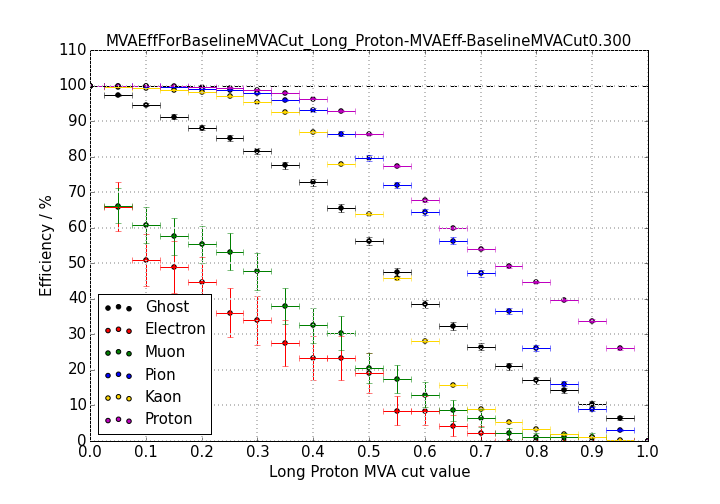 MVAEffForBaselineMVACut_Long_Proton-MVAEff-BaselineMVACut0.300
110
100
90
80
70
60
50
40
30
20
10
0
Efficiency / %
Ghost
Electron
Muon
Pion
Kaon
Proton
0.0 0.1 0.2 0.3 0.4 0.5 0.6 0.7 0.8 0.9 1.0
Long Proton MVA cut value